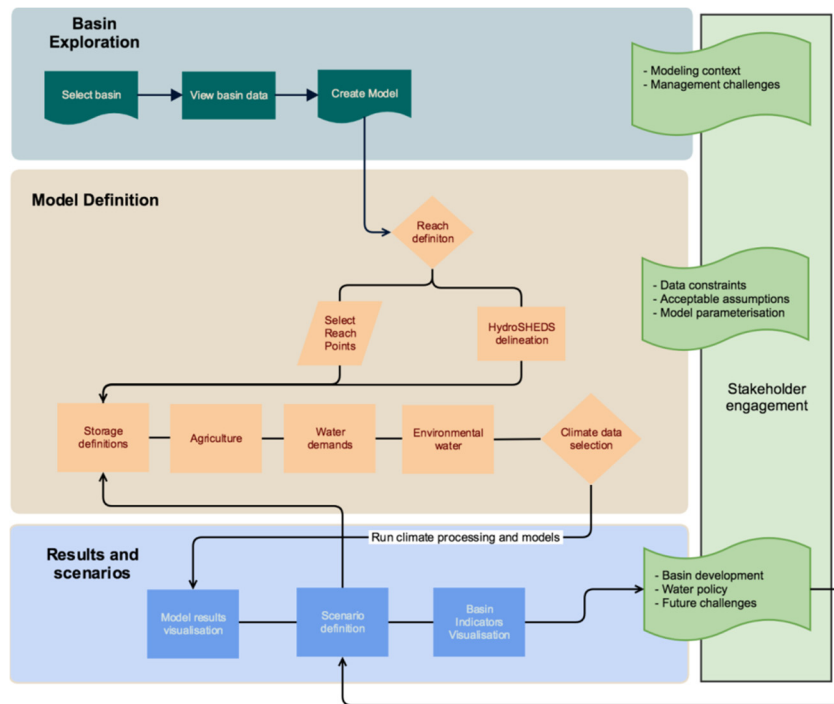 Basin
Exploration
Select basin
View basin data
Create Model
- Modeling context
- Management challenges
Model Definition
Reach
definiton
Select
Reach
Points
HydroSHEDS
delineation
- Data constraints
- Acceptable assumptions
- Model parameterisation
Stakeholder
engagement
Storage
definitions
Agriculture
Water
demands
Environmental
water
Climate data
selection
Run climate processing and models
Results and
scenarios
Model results
visualisation
Scenario
definition
Basin
Indicators
Visualisation
- Basin development
- Water policy
- Future challenges